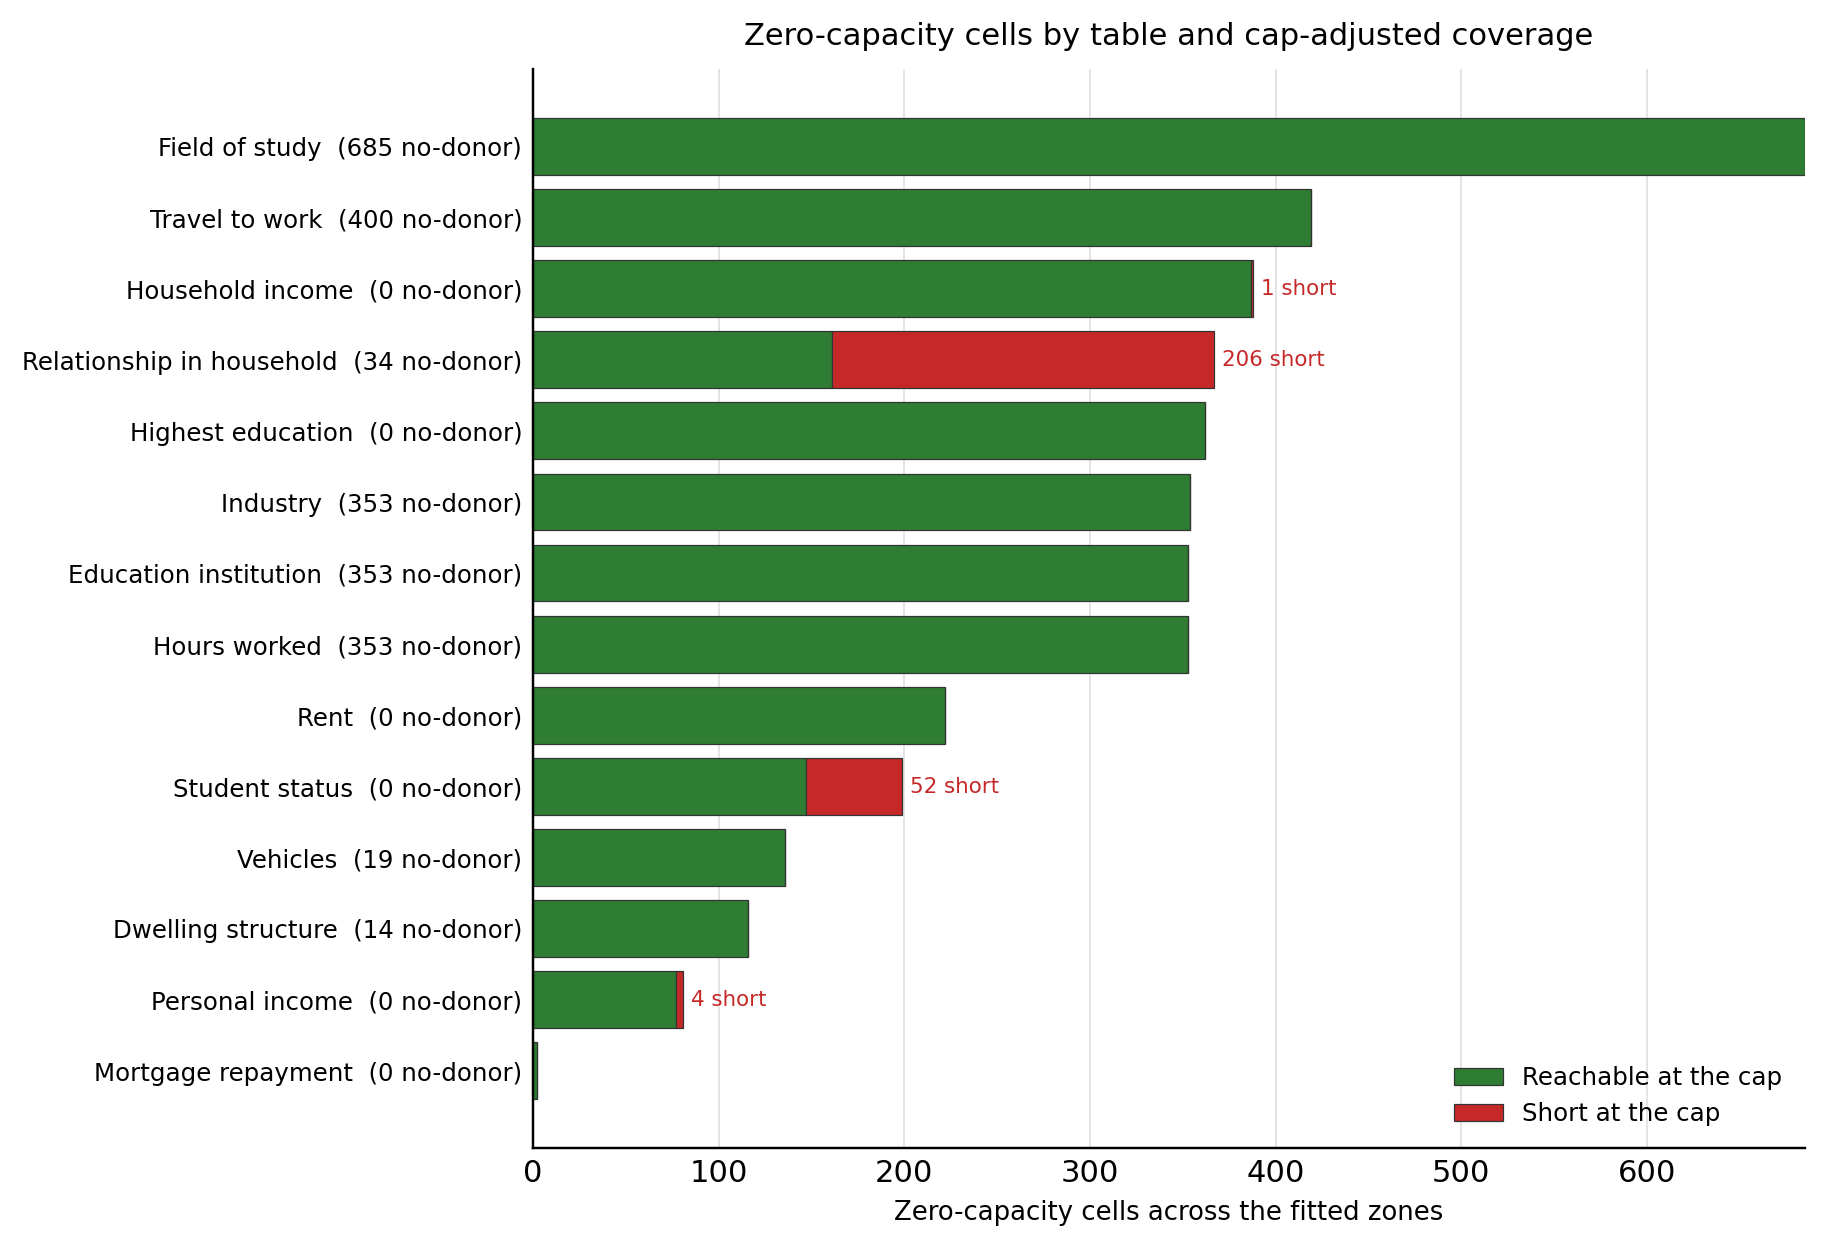 Zero-capacity cells by table and cap-adjusted coverage
Field of study (685 no-donor)
Travel to work (400 no-donor)
Household income (0 no-donor)
1 short
Relationship in household (34 no-donor)
206 short
Highest education (0 no-donor)
Industry (353 no-donor)
Education institution (353 no-donor)
Hours worked (353 no-donor)
Rent (0 no-donor)
Student status (0 no-donor)
52 short
Vehicles (19 no-donor)
Dwelling structure (14 no-donor)
Personal income (0 no-donor)
4 short
Mortgage repayment (0 no-donor)
Reachable at the cap
Short at the cap
0 100 200 300 400 500 600
Zero-capacity cells across the fitted zones